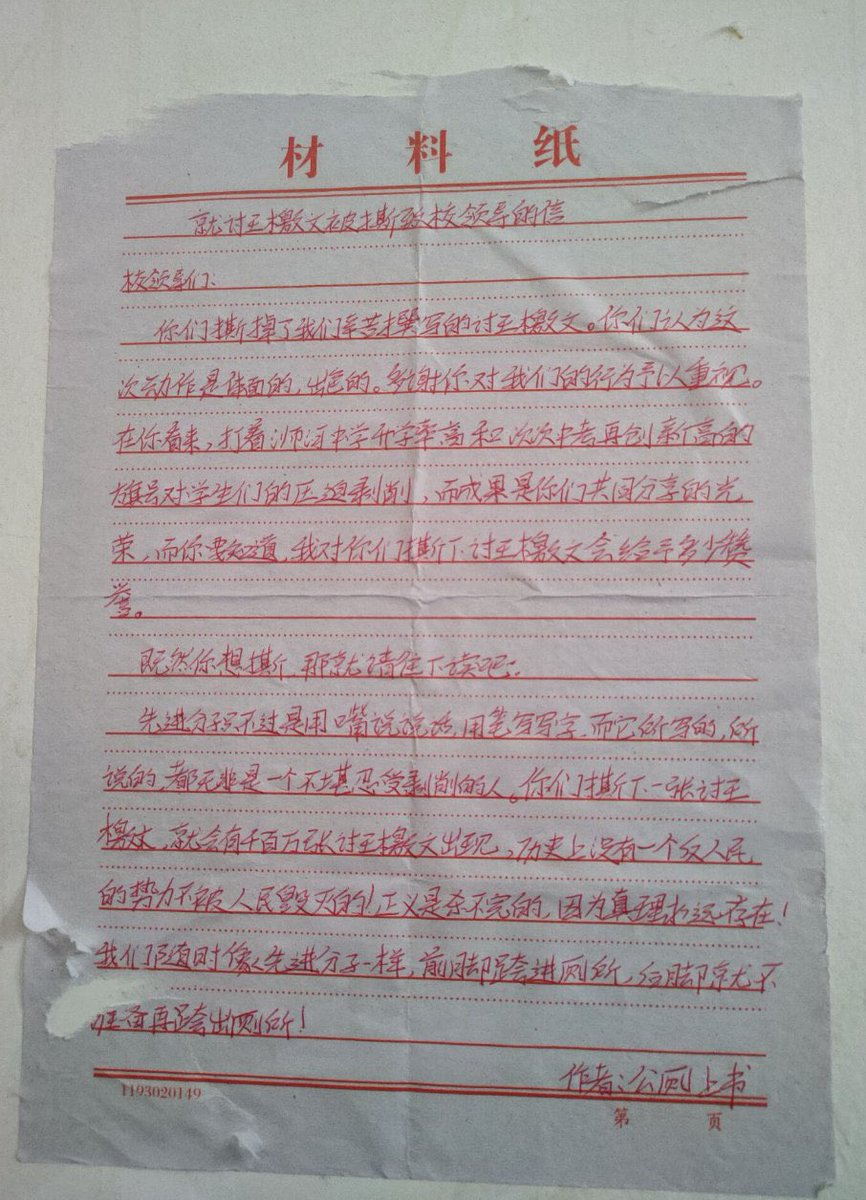 材料纸
就讨王檄文被撕致校领导的信
校领导们:
你们撕掉了我们辛苦撰写的讨王檄文。你们认为这
次动作是体面的,出色的。多谢你对我们的行为予以重视。
在你看来,打着浉河中学升学率高和次次中考再创新高的
旗号对学生们的压迫剥削,而成果是你们共同分享的光
荣,而你要知道,我对你们撕下讨王檄文会给予多少赞
誉。
既然你想撕,那就请往下读吧:
先进分子只不过是用嘴说说话,用笔写写字,而它所写的,所
说的,都无非是一个不堪忍受剥削的人。你们撕下一张讨王
檄文,就会有千百万张讨王檄文出现,历史上没有一个反人民
的势力不被人民毁灭的!正义是杀不完的,因为真理永远存在!
我们随时像先进分子一样,前脚跨进厕所,后脚就不
准备再跨出厕所!
作者:公厕上书
1193020149
第 页